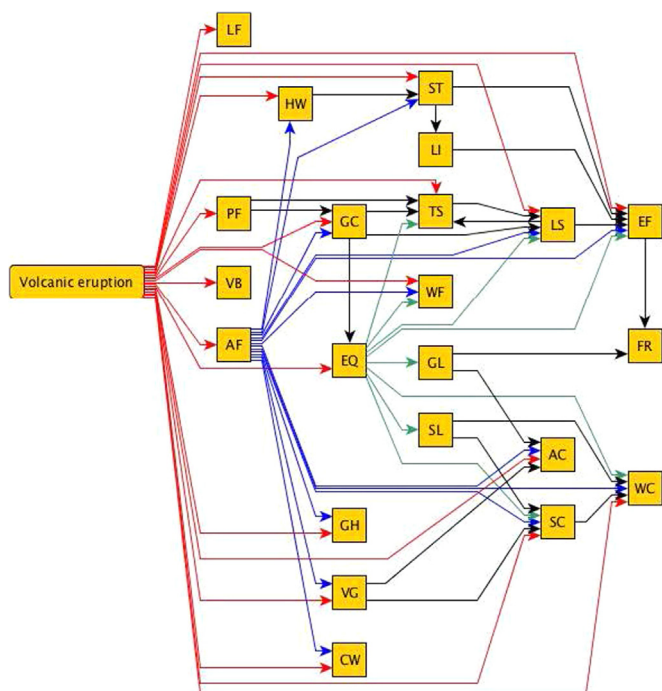 LF
ST
HW
LI
PF
GC
TS
LS
EF
Volcanic eruption
VB
WF
AF
EQ
GL
FR
SL
AC
WC
GH
SC
VG
CW